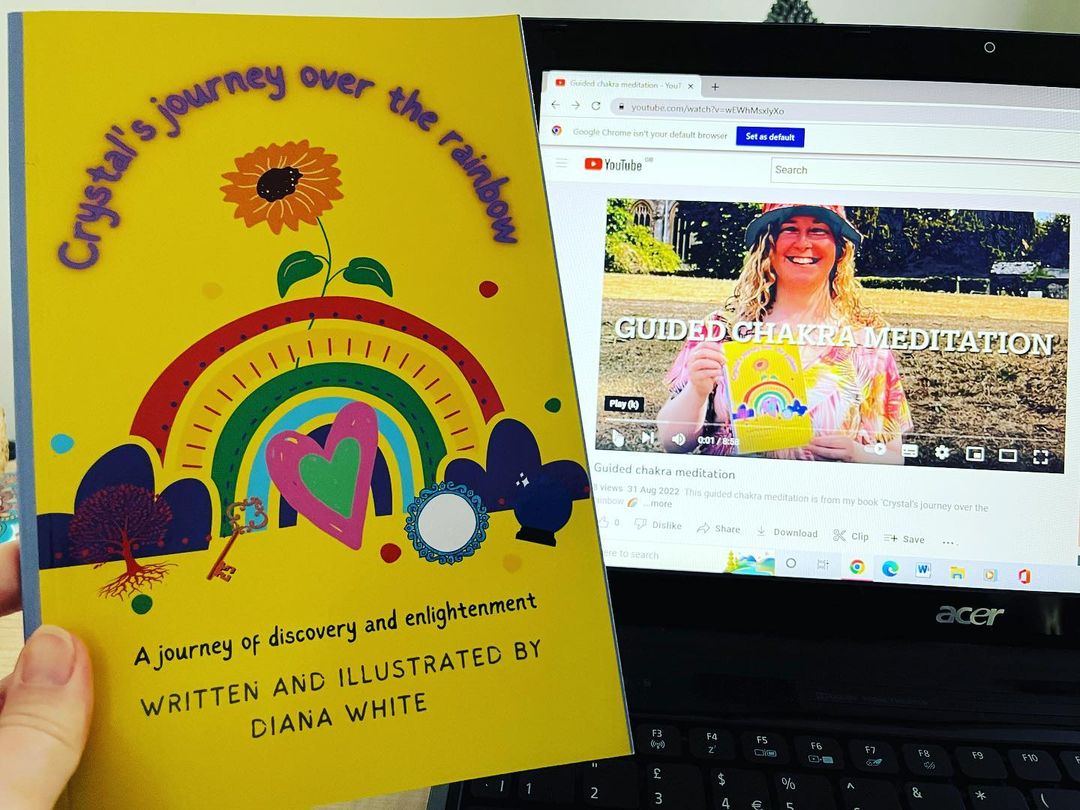 Crystal's journey over the rainbow
A journey of discovery and enlightenment
WRITTEN AND ILLUSTRATED BY
DIANA WHITE
Guided chakra meditation - YouT
youtube.com/watch?v=wEWhMsxlyXo
Google Chrome isn't your default browser Set as default
YouTube GB
Search
GUIDED CHAKRA MEDITATION
Play (k)
0:01 / 8:58
Guided chakra meditation
views 31 Aug 2022 This guided chakra meditation is from my book 'Crystal's journey over the
...more
0 Dislike Share Download Clip Save ...
to search
acer
F3 F4 F5 F6 F7 F8 F9 F10
z
" £ $ % ^ & *
! 2 3 4 € 5